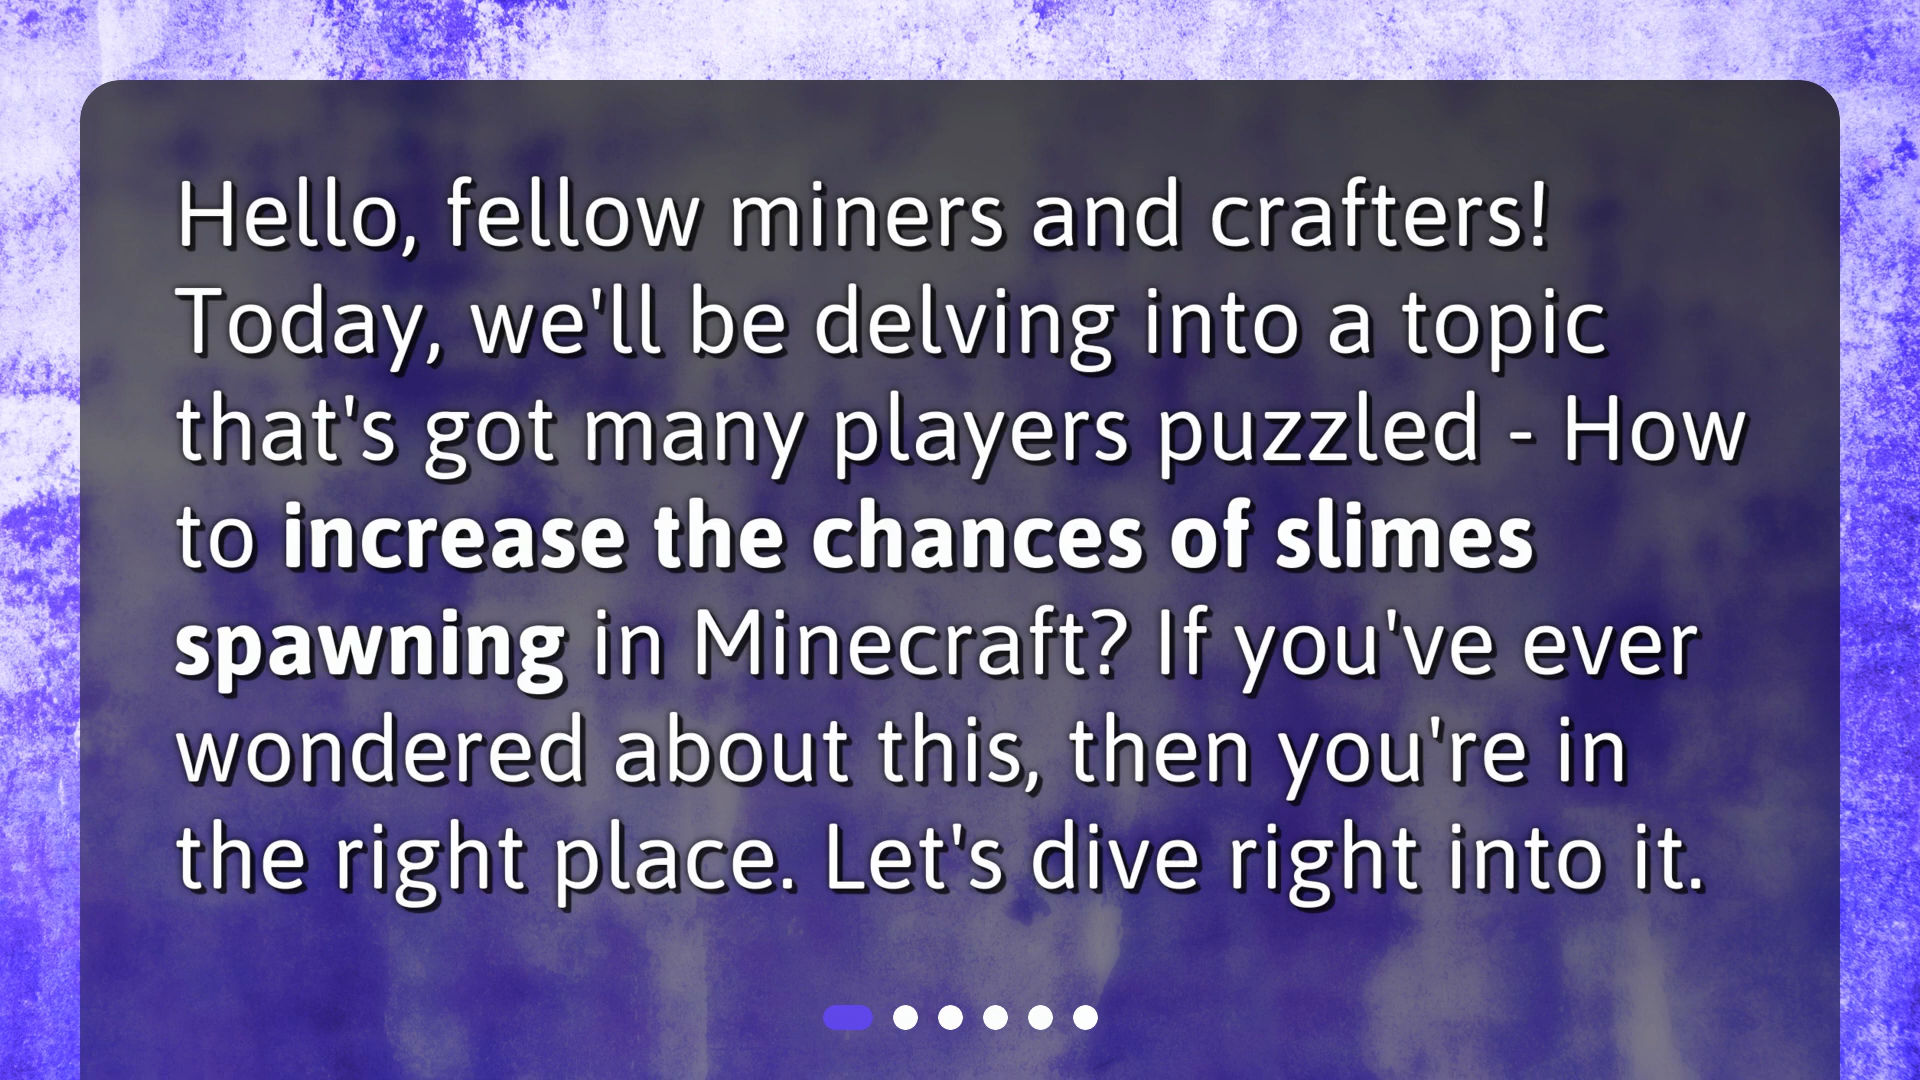 Hello, fellow miners and crafters!
Today, we'll be delving into a topic
that's got many players puzzled - How
to increase the chances of slimes
spawning in Minecraft? If you've ever
wondered about this, then you're in
the right place. Let's dive right into it.